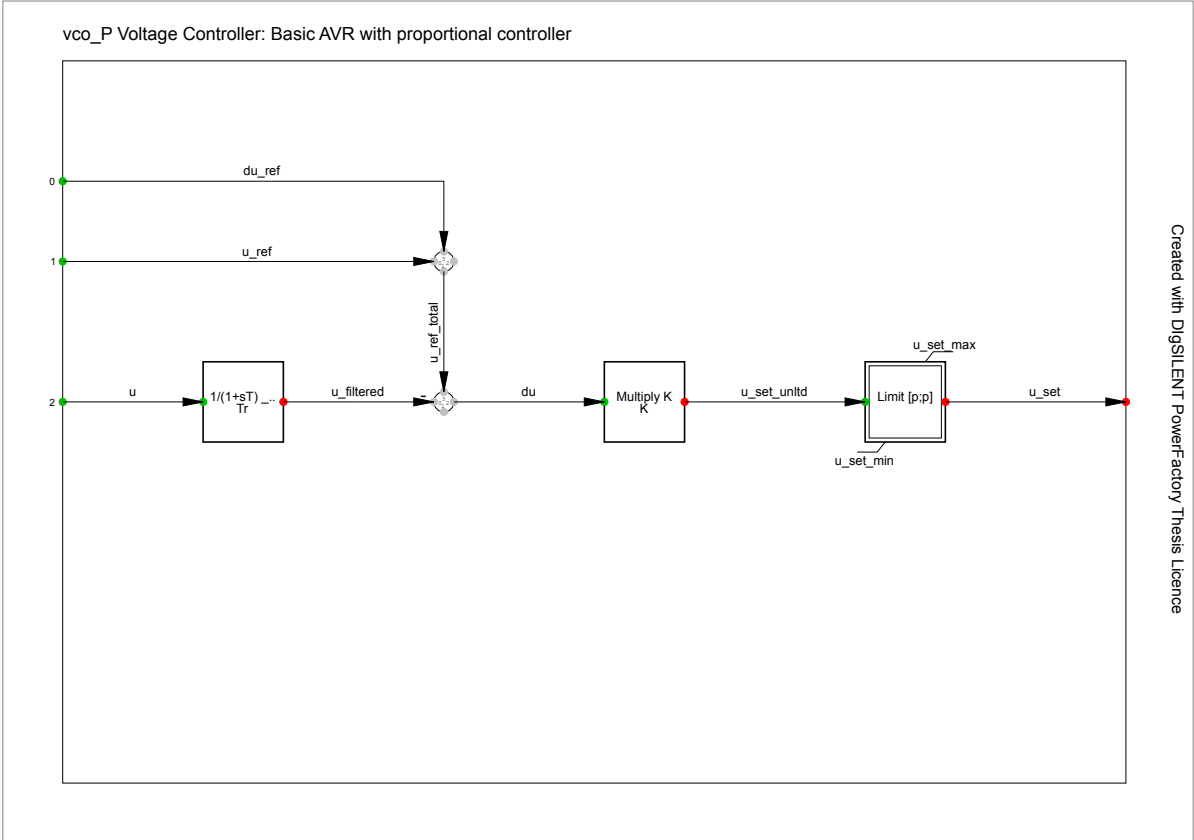 vco_P Voltage Controller: Basic AVR with proportional controller
du_ref
0
u_ref
1
u_ref_total
u_set_max
u
1/(1+sT) _..
Tr
u_filtered
-
du
Multiply K
K
u_set_unltd
Limit [p;p]
u_set
2
u_set_min
Created with DIgSILENT PowerFactory Thesis Licence